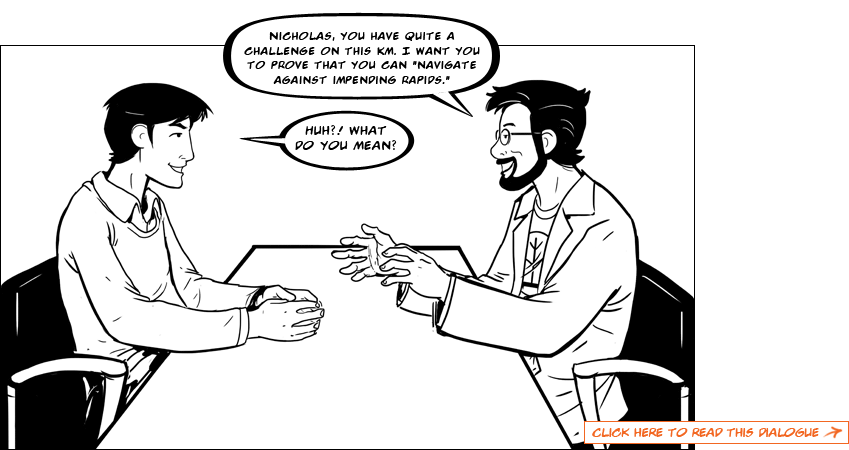 NICHOLAS, YOU HAVE QUITE A
CHALLENGE ON THIS KM. I WANT YOU
TO PROVE THAT YOU CAN "NAVIGATE
AGAINST IMPENDING RAPIDS."
HUH?! WHAT
DO YOU MEAN?
CLICK HERE TO READ THIS DIALOGUE